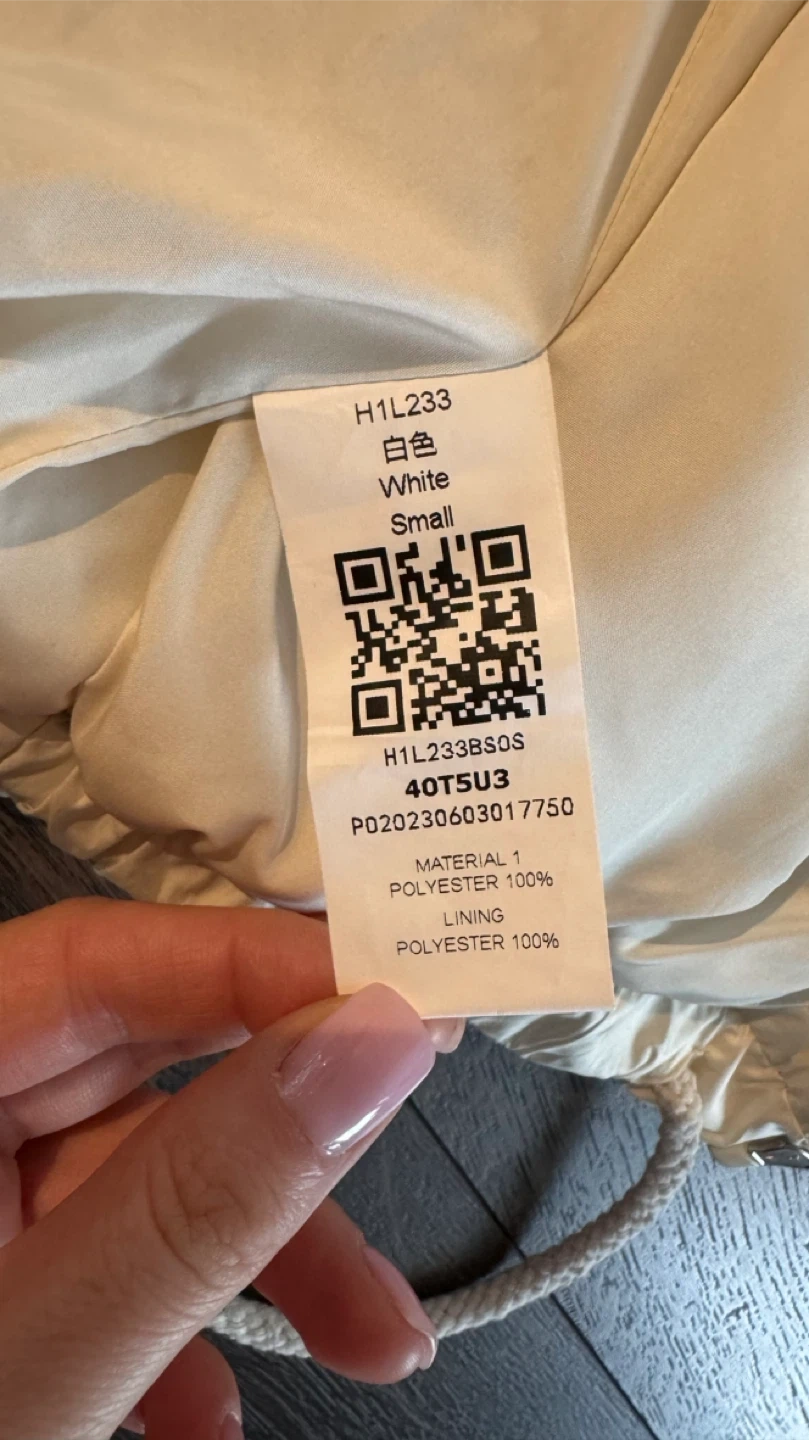 H1L233
白色
White
Small
H1L233BS0S
40T5U3
P020230603017750
MATERIAL 1
POLYESTER 100%
LINING
POLYESTER 100%